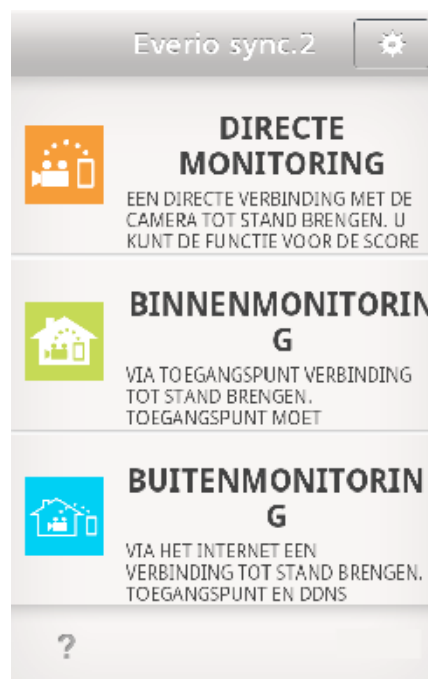 Everio sync.2
DIRECTE
MONITORING
EEN DIRECTE VERBINDING MET DE
CAMERA TOT STAND BRENGEN. U
KUNT DE FUNCTIE VOOR DE SCORE
BINNENMONITORIN
G
VIA TOEGANGSPUNT VERBINDING
TOT STAND BRENGEN.
TOEGANGSPUNT MOET
BUITENMONITORIN
G
VIA HET INTERNET EEN
VERBINDING TOT STAND BRENGEN.
TOEGANGSPUNT EN DDNS
?